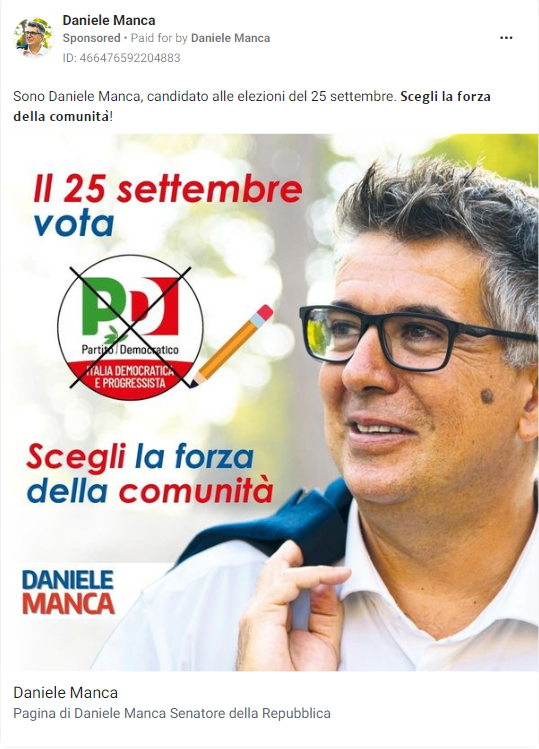 Daniele Manca
Sponsored • Paid for by Daniele Manca
ID: 466476592204883
Sono Daniele Manca, candidato alle elezioni del 25 settembre. Scegli la forza
della comunità!
Il 25 settembre
vota
PD
Partito Democratico
ITALIA DEMOCRATICA
E PROGRESSISTA
Scegli la forza
della comunità
DANIELE
MANCA
Daniele Manca
Pagina di Daniele Manca Senatore della Repubblica